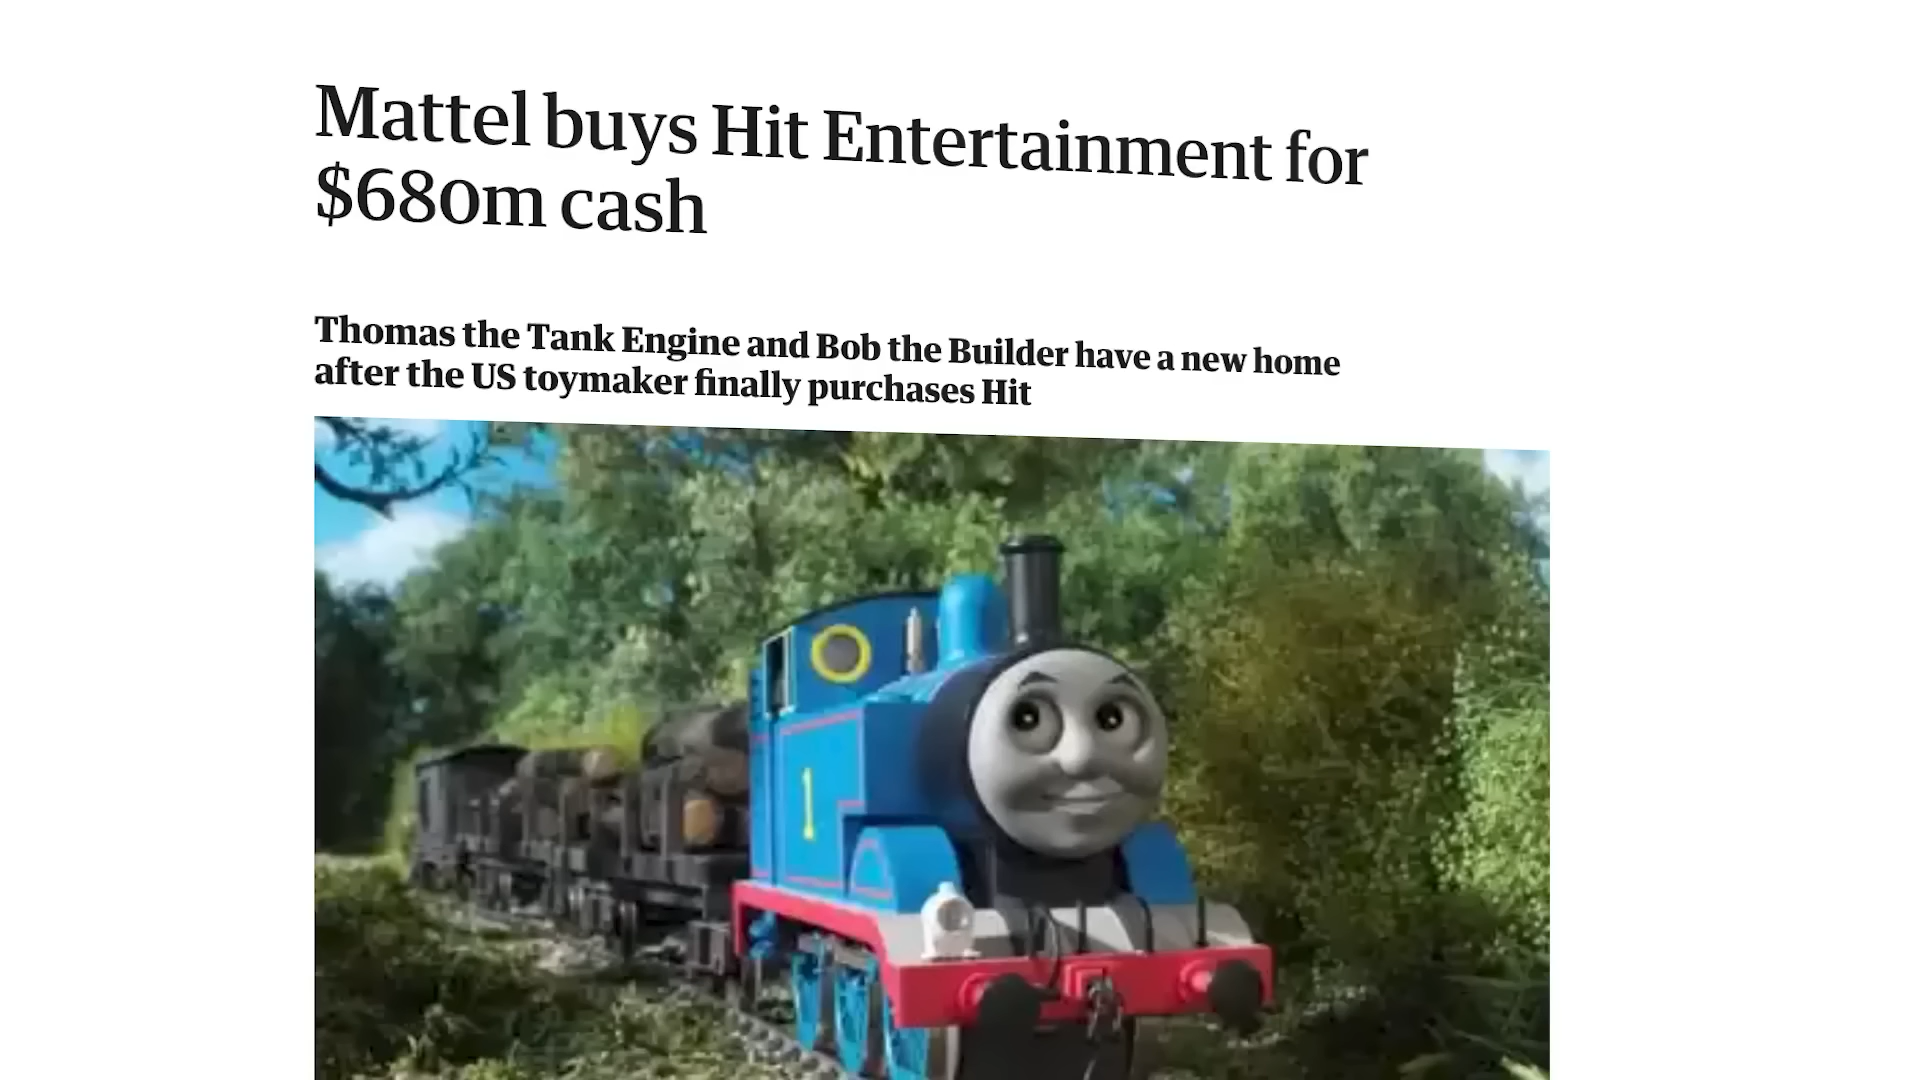 Mattel buys Hit Entertainment for
$680m cash
Thomas the Tank Engine and Bob the Builder have a new home
after the US toymaker finally purchases Hit
1